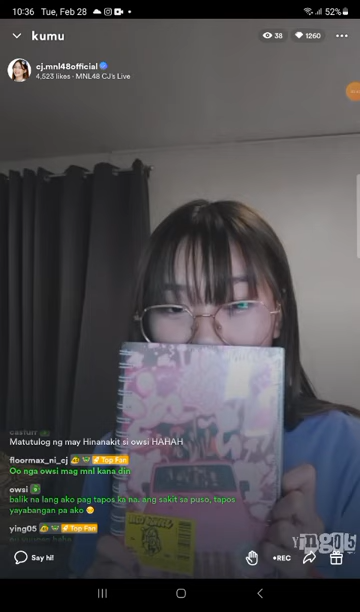 10:36 Tue, Feb 28
52%
kumu
38
1260
cj.mnl48official
4,523 likes · MNL48 CJ's Live
Matutulog ng may Hinanakit si owsi HAHAH
floormax_ni_cj Top Fan
Oo nga owsi mag mnl kana din
owsi
balik na lang ako pag tapos ka na, ang sakit sa puso, tapos
yayabangan pa ako 😊
ying05 Top Fan
Say hi!
•REC
Ying05